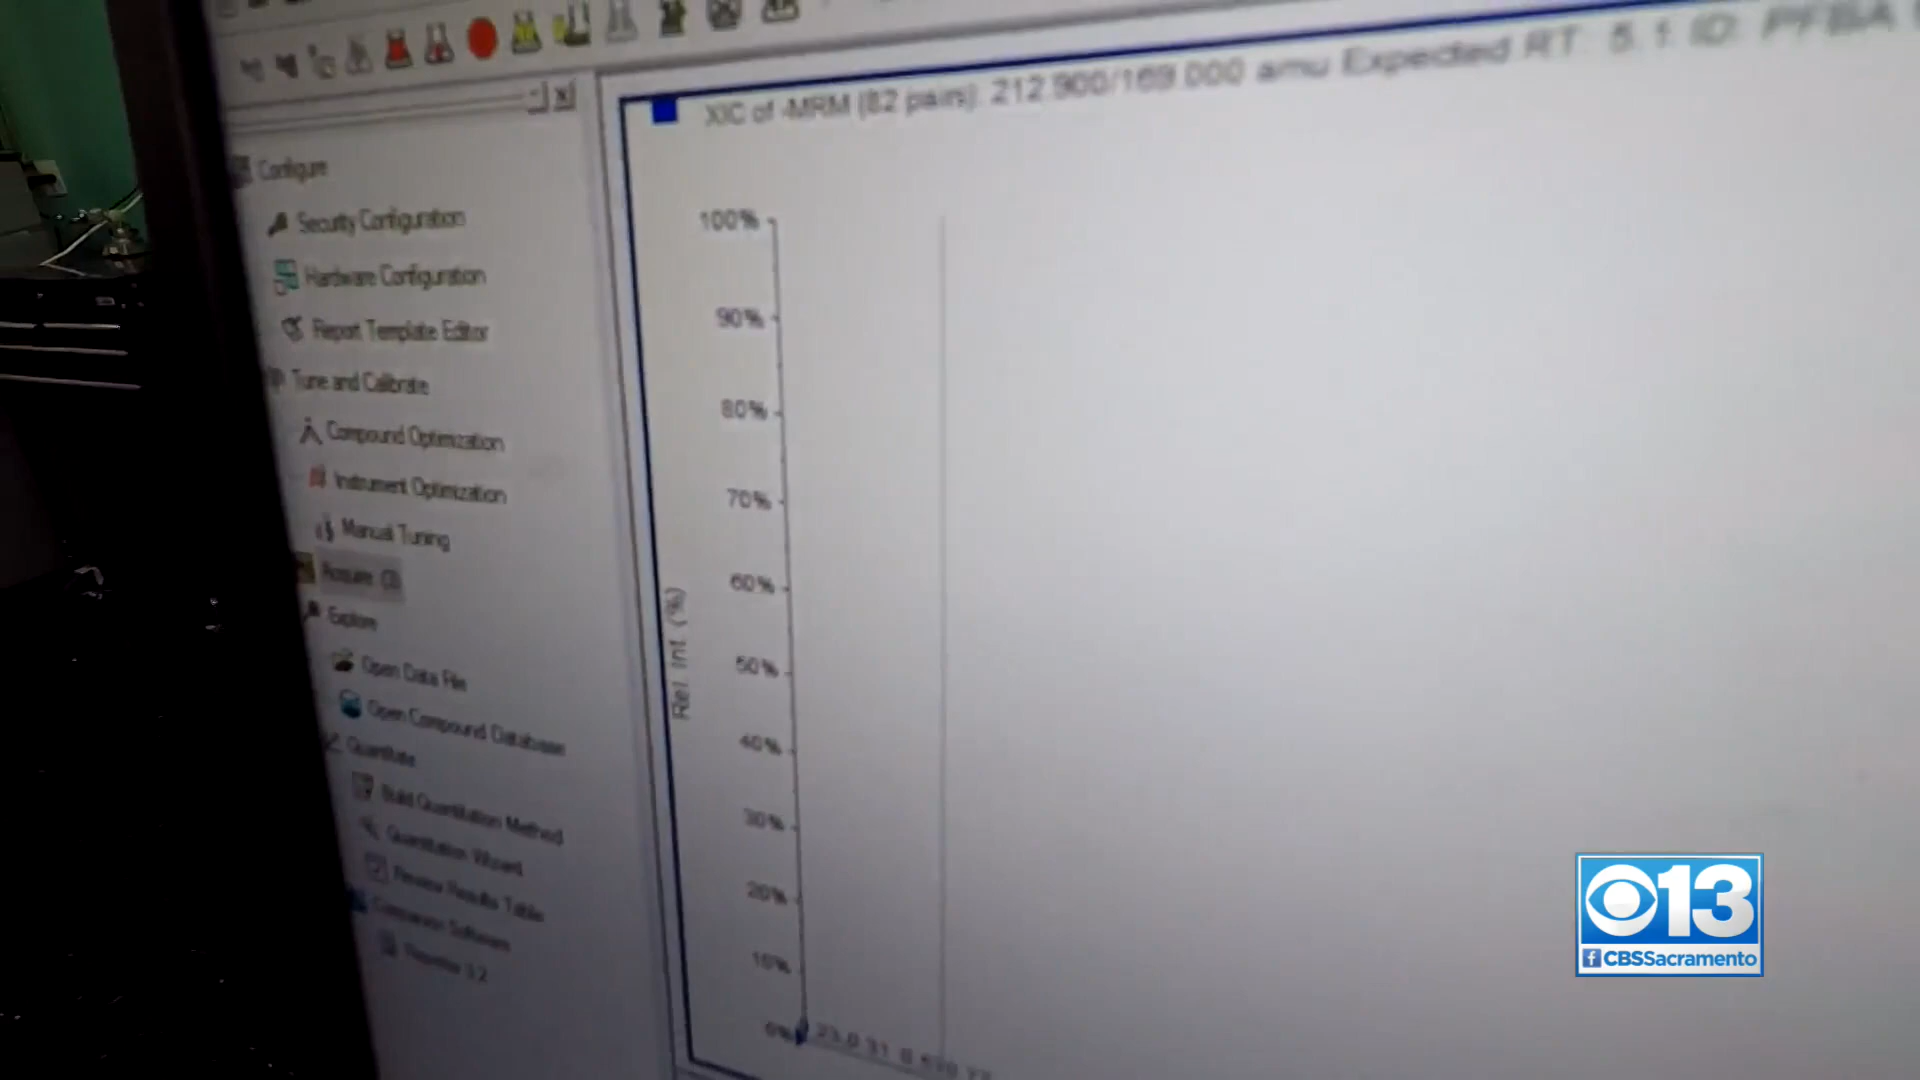 XIC of -MRM (82 pairs): 212.900/169.000 amu Expected RT: 5.1 ID: PFBA
Configure
Security Configuration
Hardware Configuration
Report Template Editor
Tune and Calibrate
Compound Optimization
Instrument Optimization
Manual Tuning
Acquire
Explore
Open Data File
Open Compound Database
Quantitate
Build Quantitation Method
Quantitation Wizard
Review Results Table
Companion Software
100%
90%
80%
70%
60%
50%
40%
30%
20%
10%
0%
Rel. Int. (%)
13
CBSSacramento